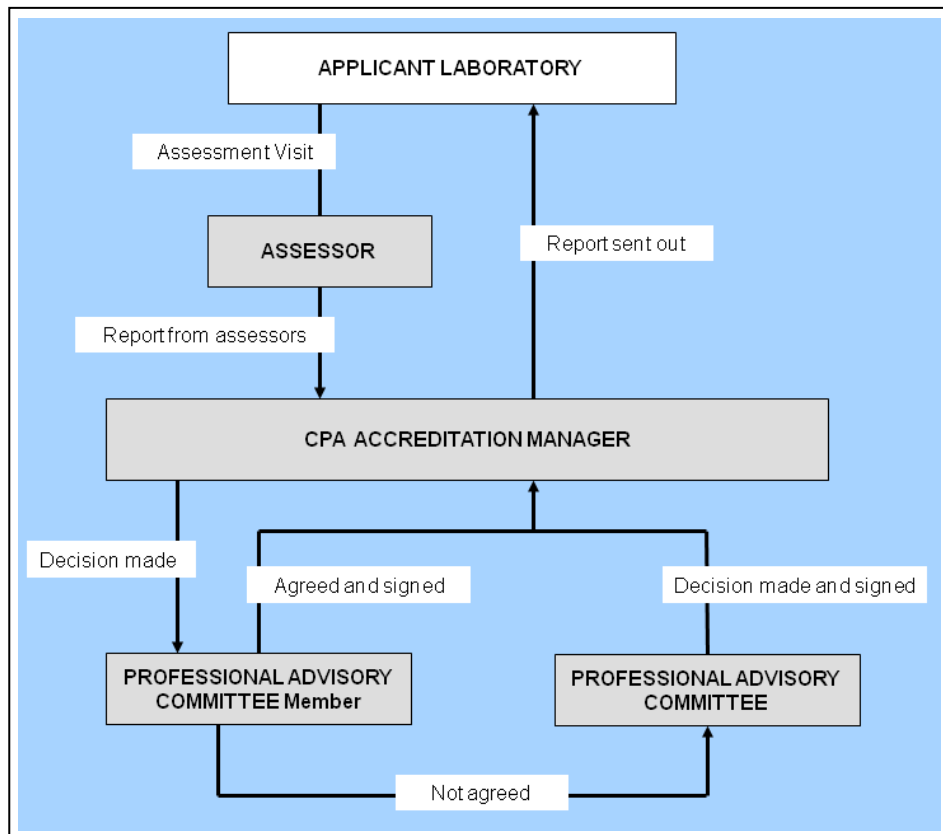 APPLICANT LABORATORY
Assessment Visit
ASSESSOR
Report sent out
Report from assessors
CPA ACCREDITATION MANAGER
Decision made
Agreed and signed
Decision made and signed
PROFESSIONAL ADVISORY
COMMITTEE Member
PROFESSIONAL ADVISORY
COMMITTEE
Not agreed